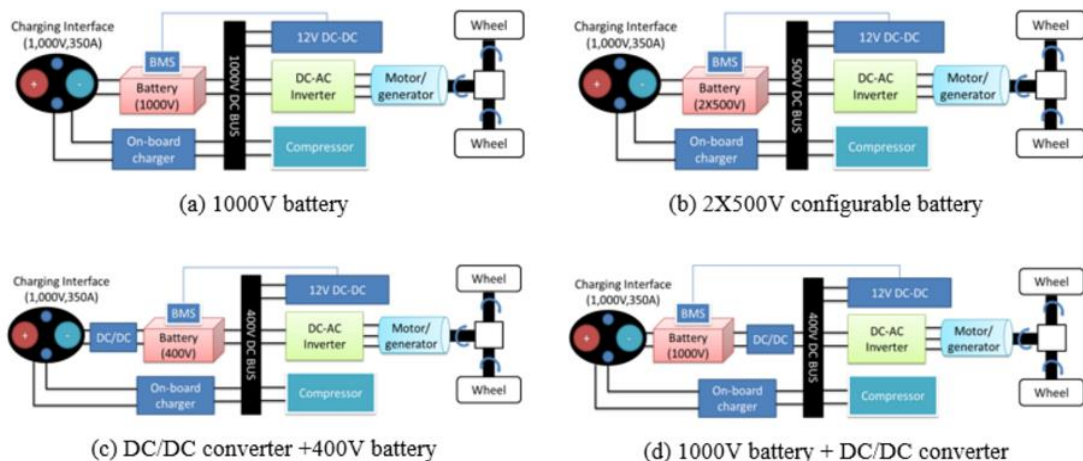 Charging Interface
(1,000V,350A)
+
-
BMS
Battery
(1000V)
On-board
charger
1000V DC BUS
12V DC-DC
DC-AC
Inverter
Motor/
generator
Compressor
Wheel
Wheel
(a) 1000V battery
Charging Interface
(1,000V,350A)
+
-
BMS
Battery
(2X500V)
On-board
charger
500V DC BUS
12V DC-DC
DC-AC
Inverter
Motor/
generator
Compressor
Wheel
Wheel
(b) 2X500V configurable battery
Charging Interface
(1,000V,350A)
+
-
DC/DC
BMS
Battery
(400V)
On-board
charger
400V DC BUS
12V DC-DC
DC-AC
Inverter
Motor/
generator
Compressor
Wheel
Wheel
(c) DC/DC converter +400V battery
Charging Interface
(1,000V,350A)
+
-
BMS
Battery
(1000V)
DC/DC
On-board
charger
400V DC BUS
12V DC-DC
DC-AC
Inverter
Motor/
generator
Compressor
Wheel
Wheel
(d) 1000V battery + DC/DC converter